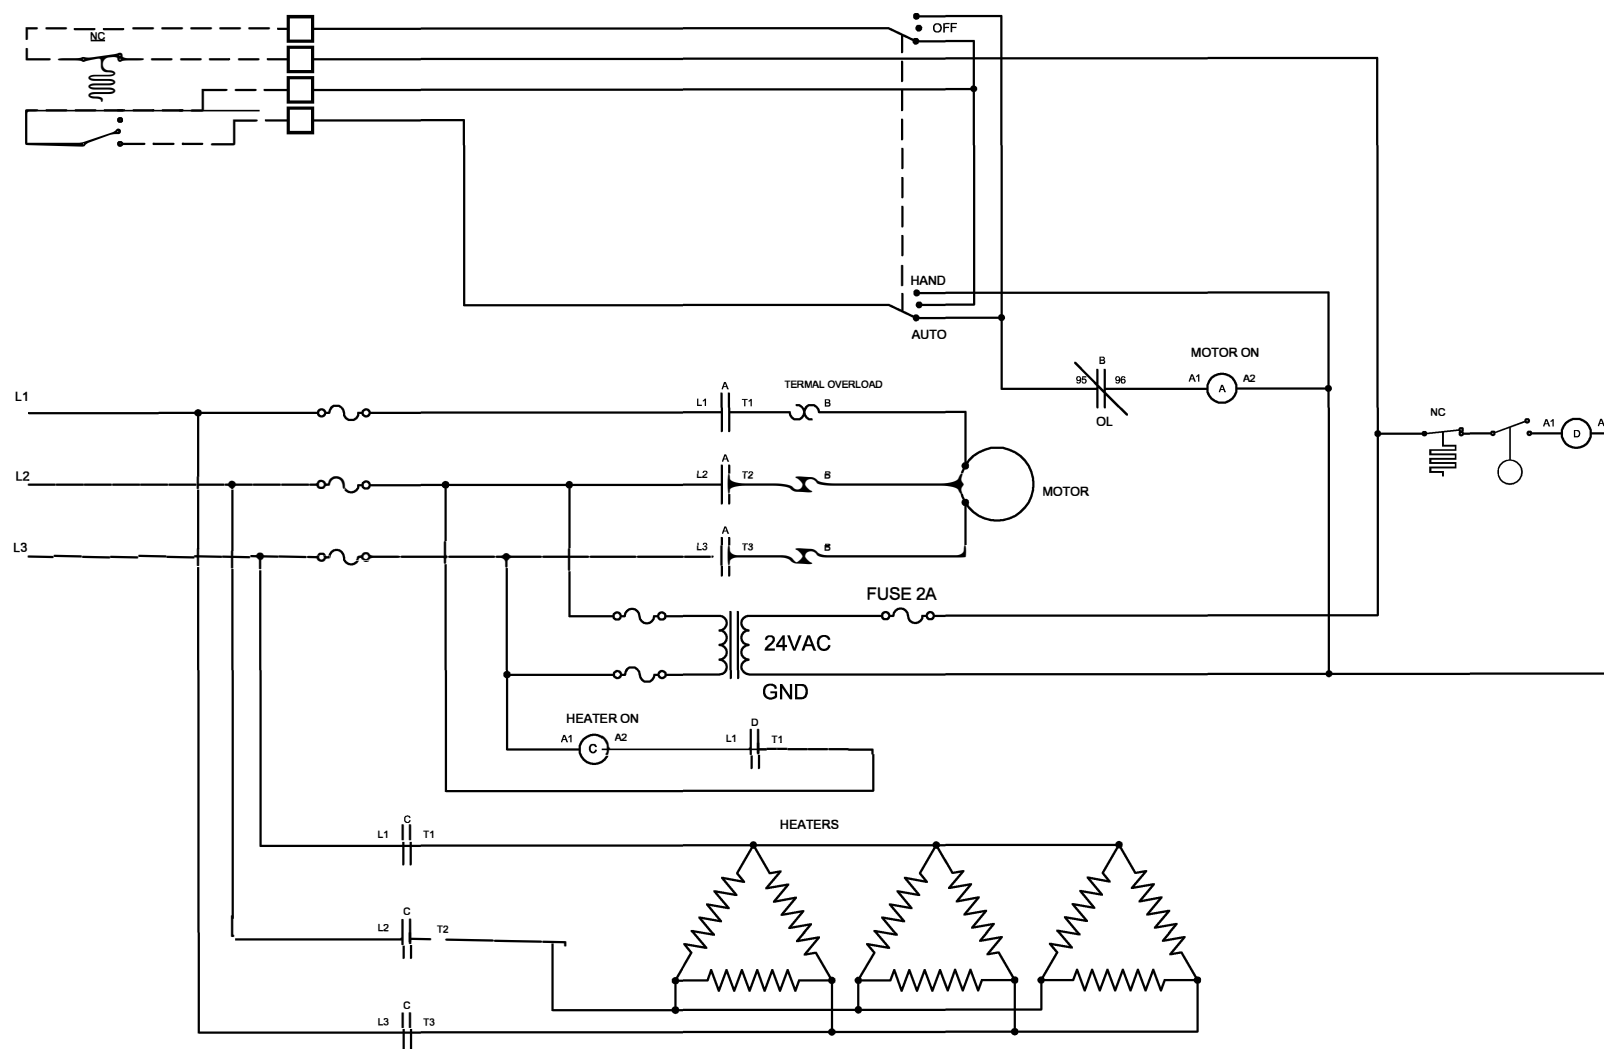 OFF
NC
HAND
AUTO
MOTOR ON
B
95 96
A1 A A2
OL
L1
A
L1 T1
TERMAL OVERLOAD
B
NC
A1 D A
L2
A
L2 T2
B
MOTOR
L3
A
L3 T3
B
FUSE 2A
24VAC
GND
HEATER ON
A1 C A2
D
L1 T1
HEATERS
C
L1 T1
C
L2 T2
C
L3 T3